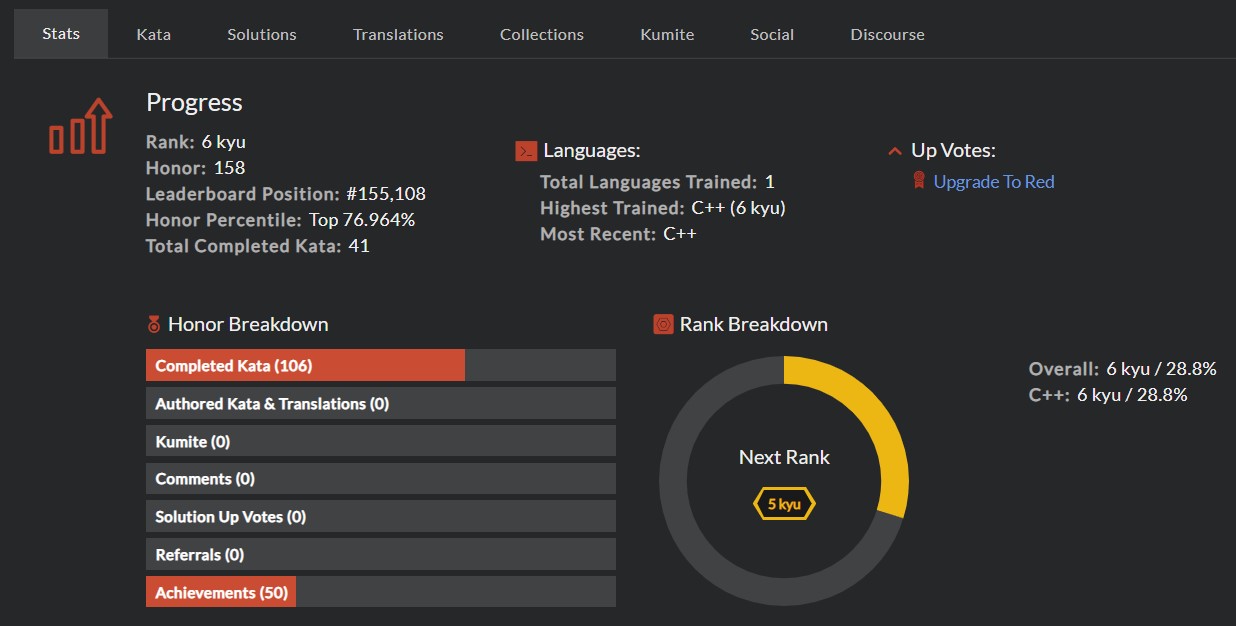 Stats Kata Solutions Translations Collections Kumite Social Discourse
Progress
Rank: 6 kyu
Honor: 158
Leaderboard Position: #155,108
Honor Percentile: Top 76.964%
Total Completed Kata: 41
Languages:
Total Languages Trained: 1
Highest Trained: C++ (6 kyu)
Most Recent: C++
Up Votes:
Upgrade To Red
Honor Breakdown
Completed Kata (106)
Authored Kata & Translations (0)
Kumite (0)
Comments (0)
Solution Up Votes (0)
Referrals (0)
Achievements (50)
Rank Breakdown
Next Rank
5 kyu
Overall: 6 kyu / 28.8%
C++: 6 kyu / 28.8%